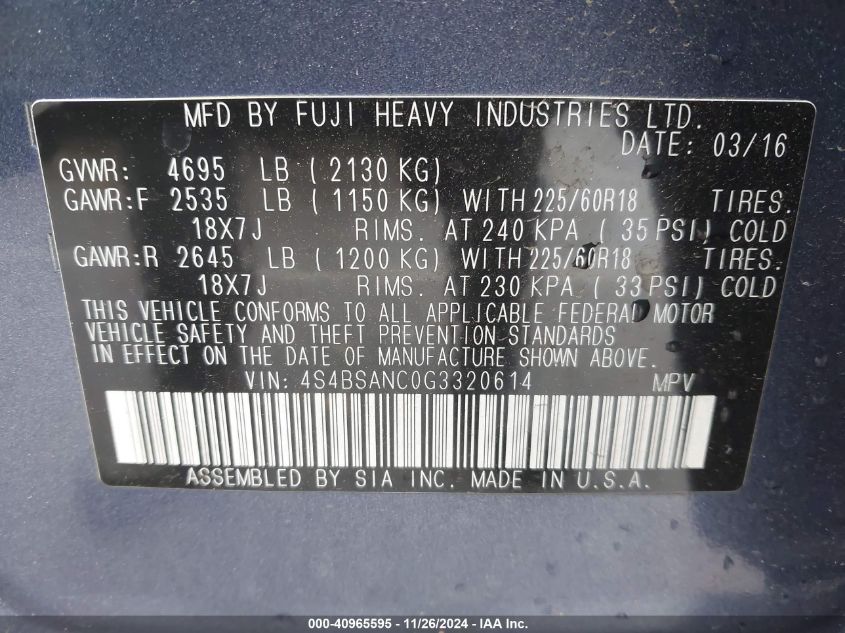 MFD BY FUJI HEAVY INDUSTRIES LTD.
DATE: 03/16
GVWR: 4695 LB ( 2130 KG)
GAWR:F 2535 LB ( 1150 KG) WITH 225/60R18 TIRES.
18X7J RIMS. AT 240 KPA ( 35 PSI) COLD
GAWR:R 2645 LB ( 1200 KG) WITH 225/60R18 TIRES.
18X7J RIMS. AT 230 KPA ( 33 PSI) COLD
THIS VEHICLE CONFORMS TO ALL APPLICABLE FEDERAL MOTOR
VEHICLE SAFETY AND THEFT PREVENTION STANDARDS
IN EFFECT ON THE DATE OF MANUFACTURE SHOWN ABOVE.
VIN: 4S4BSANC0G3320614 MPV
ASSEMBLED BY SIA INC. MADE IN U.S.A.
000-40965595 - 11/26/2024 - IAA Inc.